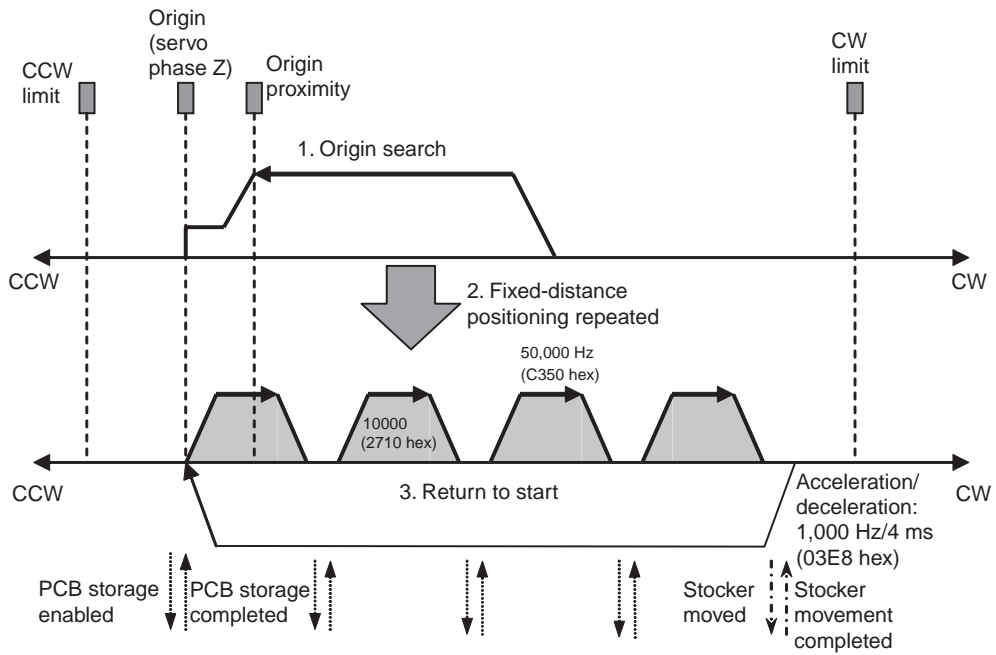 Origin
(servo
phase Z)
CCW
limit
Origin
proximity
CW
limit
1. Origin search
CCW
CW
2. Fixed-distance
positioning repeated
50,000 Hz
(C350 hex)
10000
(2710 hex)
CCW
3. Return to start
CW
Acceleration/
deceleration:
1,000 Hz/4 ms
(03E8 hex)
PCB storage
enabled
PCB storage
completed
Stocker
moved
Stocker
movement
completed